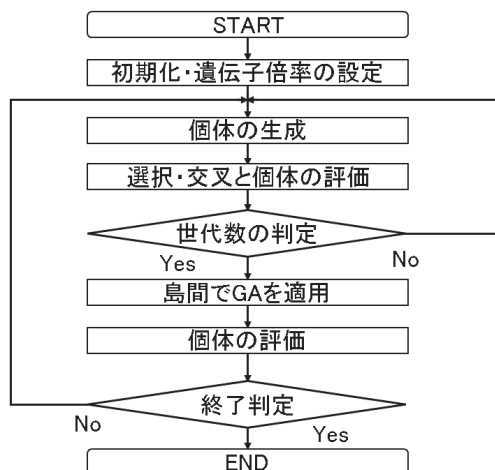 START
初期化・遺伝子倍率の設定
個体の生成
選択・交叉と個体の評価
世代数の判定
Yes
No
島間でGAを適用
個体の評価
終了判定
No
Yes
END